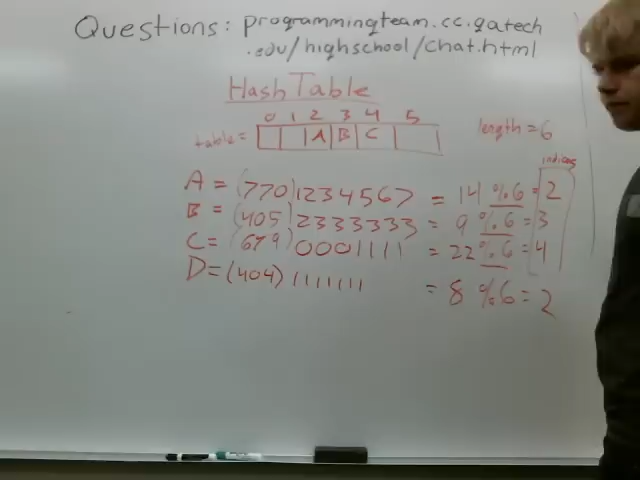 Questions: programmingteam.cc.gatech
.edu/highschool/chat.html
Hash Table
0 1 2 3 4 5
table = A B C
length = 6
indices
A = (770)1234567 = 14 %6 = 2
B = (405)2333333 = 9 %6 = 3
C = (679)0001111 = 22 %6 = 4
D = (404)1111111 = 8 %6 = 2